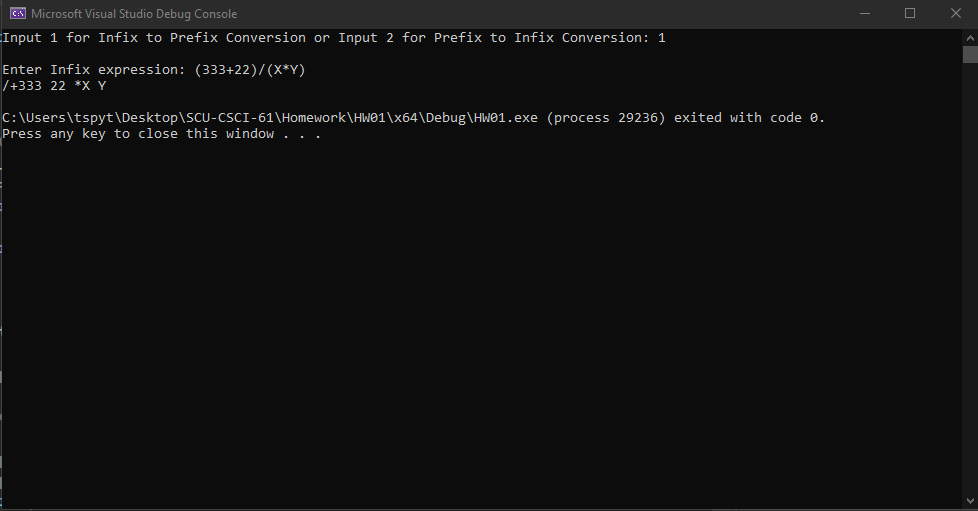 Microsoft Visual Studio Debug Console
Input 1 for Infix to Prefix Conversion or Input 2 for Prefix to Infix Conversion: 1
Enter Infix expression: (333+22)/(X*Y)
/+333 22 *X Y
C:\Users\tspyt\Desktop\SCU-CSCI-61\Homework\HW01\x64\Debug\HW01.exe (process 29236) exited with code 0.
Press any key to close this window . . .